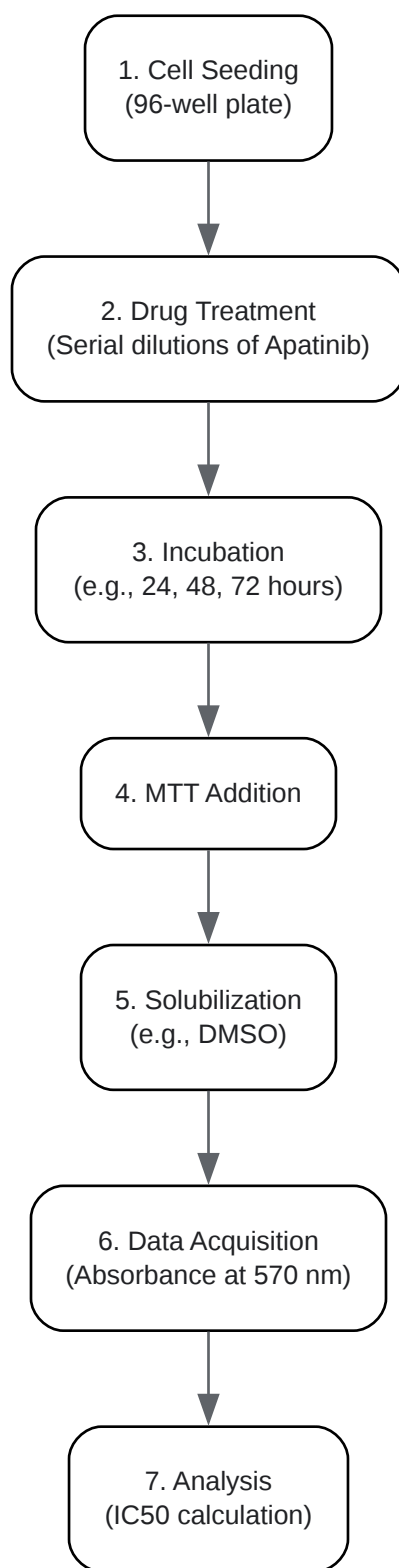 1. Cell Seeding
(96-well plate)
2. Drug Treatment
(Serial dilutions of Apatinib)
3. Incubation
(e.g., 24, 48, 72 hours)
4. MTT Addition
5. Solubilization
(e.g., DMSO)
6. Data Acquisition
(Absorbance at 570 nm)
7. Analysis
(IC50 calculation)